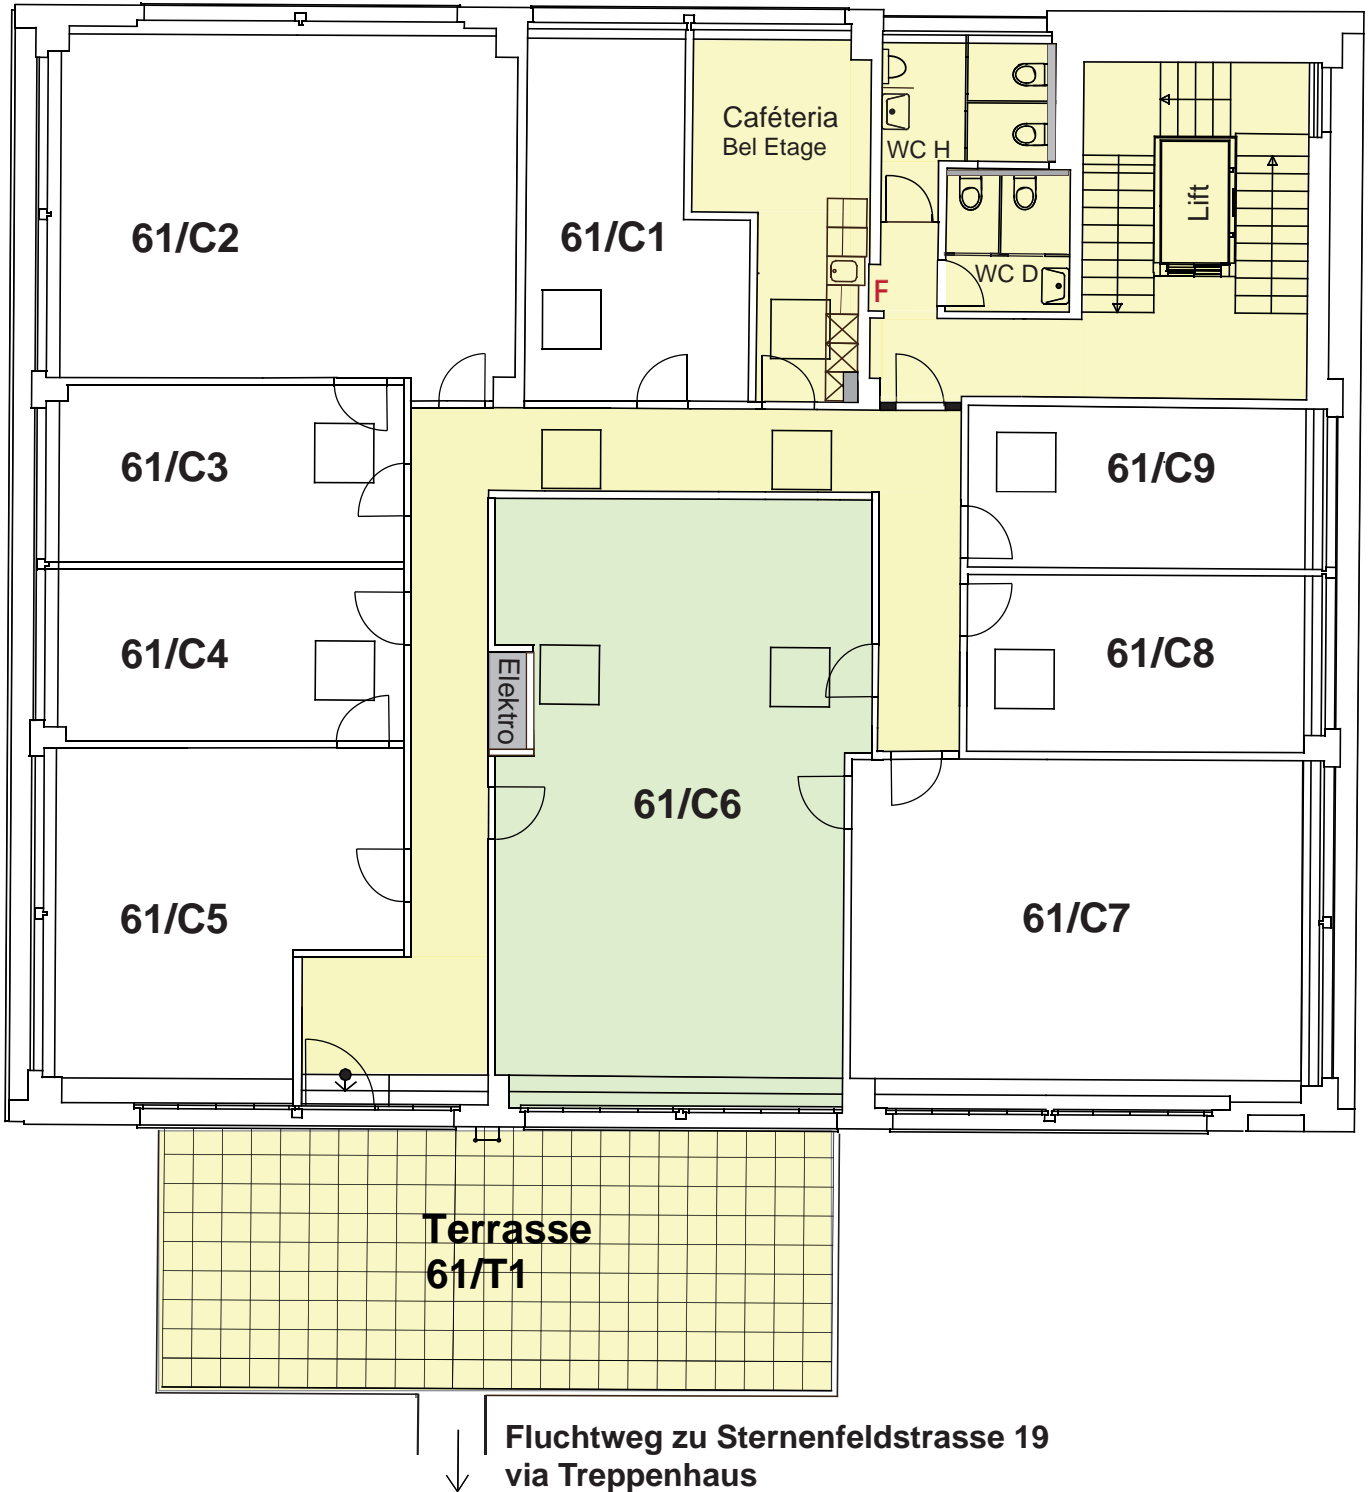 Caféteria
Bel Etage
WC H
Lift
61/C2
61/C1
WC D
F
61/C3
61/C9
61/C4
61/C8
Elektro
61/C6
61/C5
61/C7
Terrasse
61/T1
Fluchtweg zu Sternenfeldstrasse 19
via Treppenhaus